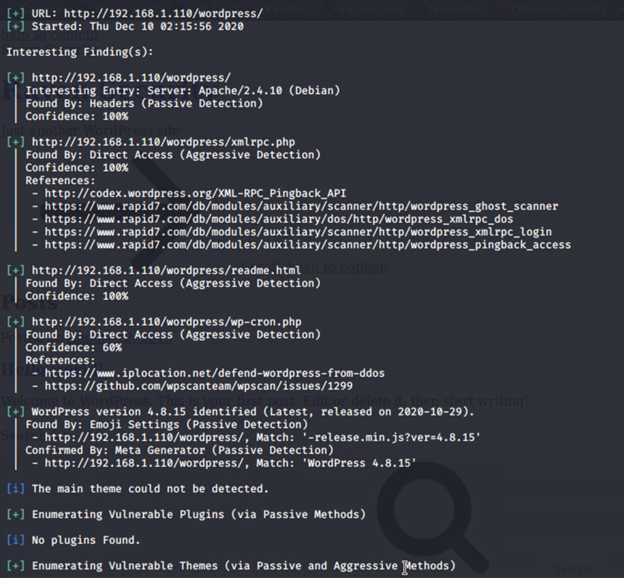 [+] URL: http://192.168.1.110/wordpress/
[+] Started: Thu Dec 10 02:15:56 2020
Interesting Finding(s):
[+] http://192.168.1.110/wordpress/
| Interesting Entry: Server: Apache/2.4.10 (Debian)
| Found By: Headers (Passive Detection)
| Confidence: 100%
[+] http://192.168.1.110/wordpress/xmlrpc.php
| Found By: Direct Access (Aggressive Detection)
| Confidence: 100%
| References:
|  - http://codex.wordpress.org/XML-RPC_Pingback_API
|  - https://www.rapid7.com/db/modules/auxiliary/scanner/http/wordpress_ghost_scanner
|  - https://www.rapid7.com/db/modules/auxiliary/dos/http/wordpress_xmlrpc_dos
|  - https://www.rapid7.com/db/modules/auxiliary/scanner/http/wordpress_xmlrpc_login
|  - https://www.rapid7.com/db/modules/auxiliary/scanner/http/wordpress_pingback_access
[+] http://192.168.1.110/wordpress/readme.html
| Found By: Direct Access (Aggressive Detection)
| Confidence: 100%
[+] http://192.168.1.110/wordpress/wp-cron.php
| Found By: Direct Access (Aggressive Detection)
| Confidence: 60%
| References:
|  - https://www.iplocation.net/defend-wordpress-from-ddos
|  - https://github.com/wpscanteam/wpscan/issues/1299
[+] WordPress version 4.8.15 identified (Latest, released on 2020-10-29).
| Found By: Emoji Settings (Passive Detection)
|  - http://192.168.1.110/wordpress/, Match: '-release.min.js?ver=4.8.15'
| Confirmed By: Meta Generator (Passive Detection)
|  - http://192.168.1.110/wordpress/, Match: 'WordPress 4.8.15'
[i] The main theme could not be detected.
[+] Enumerating Vulnerable Plugins (via Passive Methods)
[i] No plugins Found.
[+] Enumerating Vulnerable Themes (via Passive and Aggressive Methods)